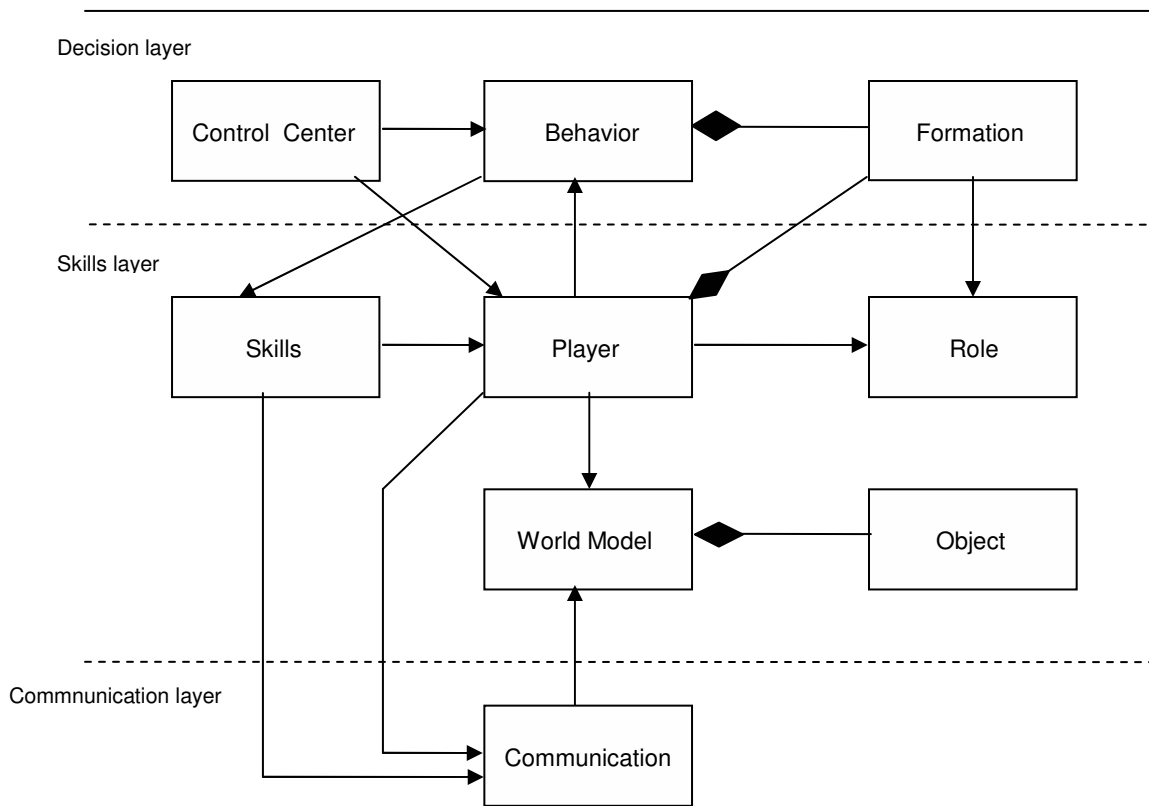 Decision layer
Control Center
Behavior
Formation
Skills layer
Skills
Player
Role
World Model
Object
Commnunication layer
Communication